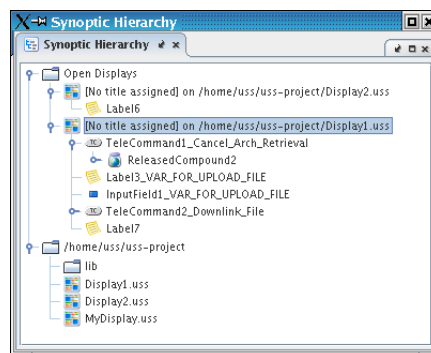 Synoptic Hierarchy
Synoptic Hierarchy
Open Displays
[No title assigned] on /home/uss/uss-project/Display2.uss
Label6
[No title assigned] on /home/uss/uss-project/Display1.uss
TC TeleCommand1_Cancel_Arch_Retrieval
ReleasedCompound2
Label3_VAR_FOR_UPLOAD_FILE
InputField1_VAR_FOR_UPLOAD_FILE
TC TeleCommand2_Downlink_File
Label7
/home/uss/uss-project
lib
Display1.uss
Display2.uss
MyDisplay.uss